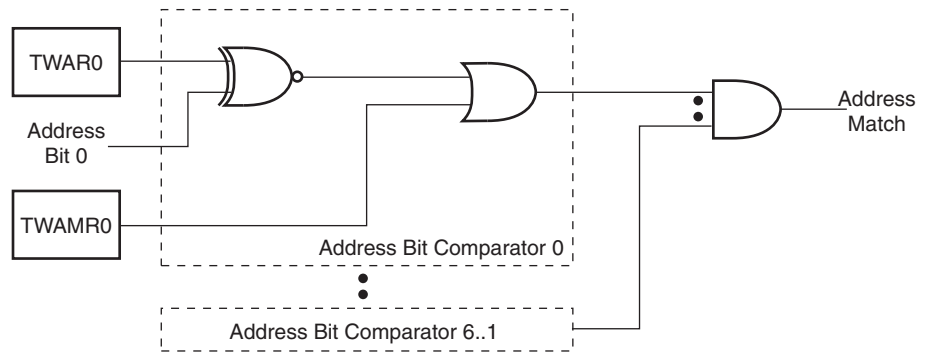 TWAR0
Address
Bit 0
TWAMR0
Address Bit Comparator 0
Address Bit Comparator 6..1
Address
Match